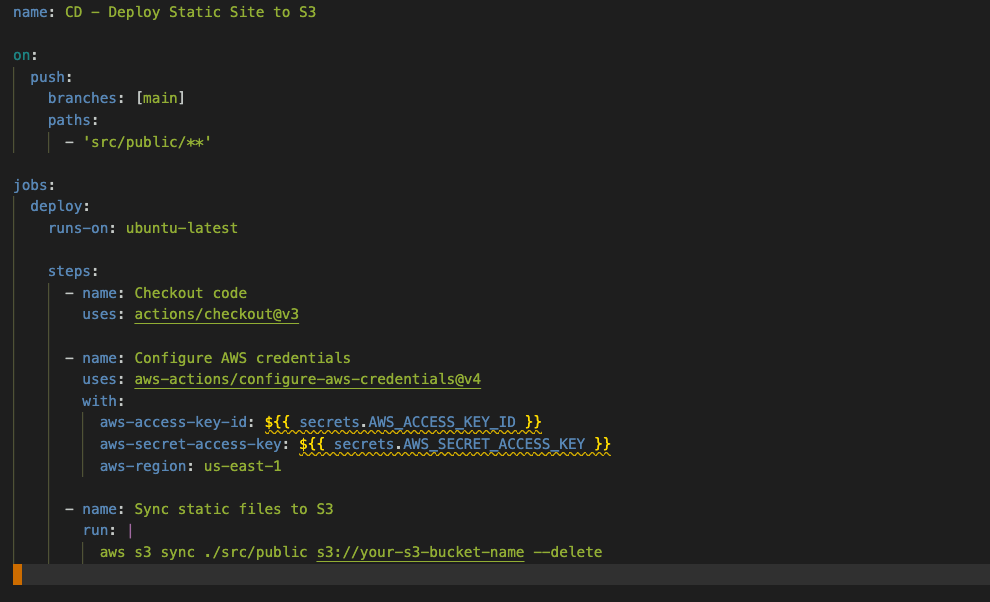 name: CD - Deploy Static Site to S3
on:
  push:
    branches: [main]
    paths:
      - 'src/public/**'
jobs:
  deploy:
    runs-on: ubuntu-latest
    steps:
      - name: Checkout code
        uses: actions/checkout@v3
      - name: Configure AWS credentials
        uses: aws-actions/configure-aws-credentials@v4
        with:
          aws-access-key-id: ${{ secrets.AWS_ACCESS_KEY_ID }}
          aws-secret-access-key: ${{ secrets.AWS_SECRET_ACCESS_KEY }}
          aws-region: us-east-1
      - name: Sync static files to S3
        run: |
          aws s3 sync ./src/public s3://your-s3-bucket-name --delete